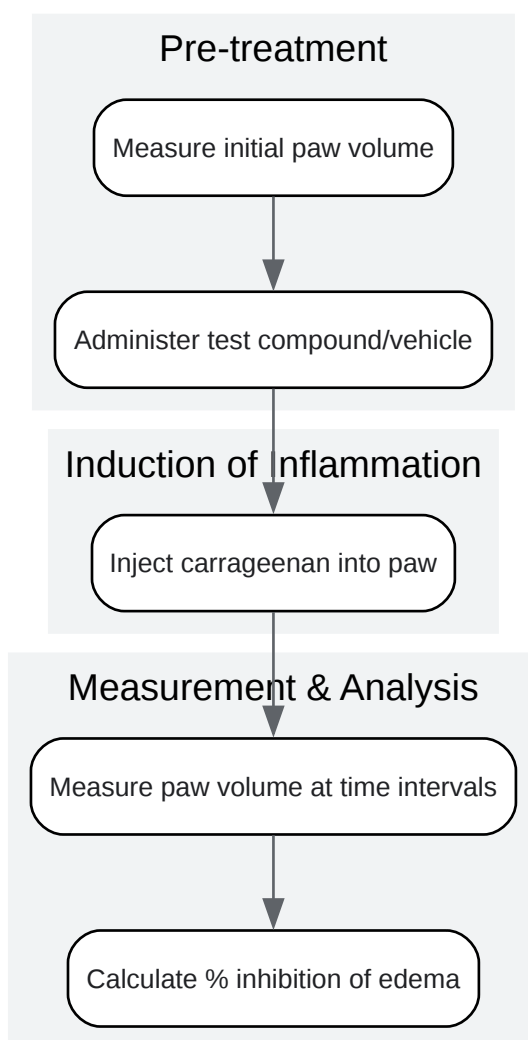 Pre-treatment
Measure initial paw volume
Administer test compound/vehicle
Induction of Inflammation
Inject carrageenan into paw
Measurement & Analysis
Measure paw volume at time intervals
Calculate % inhibition of edema